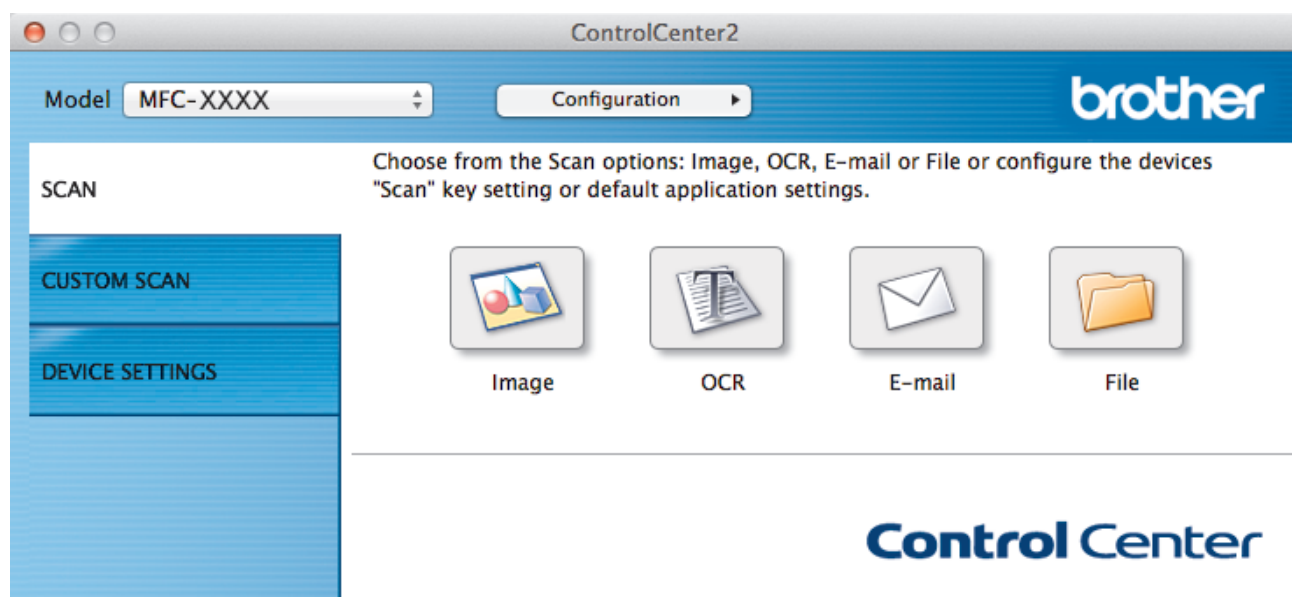 ControlCenter2
Model MFC-XXXX Configuration
brother
SCAN
Choose from the Scan options: Image, OCR, E-mail or File or configure the devices
"Scan" key setting or default application settings.
CUSTOM SCAN
DEVICE SETTINGS
T
Image OCR E-mail File
Control Center